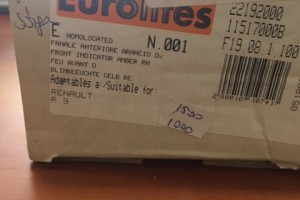 Eurolites
22192000
11517000B
F19 08 1 100
E HOMOLOGATED
N.001
FANALE ANTERIORE ARANCIO Dx
FRONT INDICATOR AMBER RH
FEU AVANT D
BLINKLEUCHTE GELB RE
Adaptables a:/Suitable for:
RENAULT
R 9
1500
1000